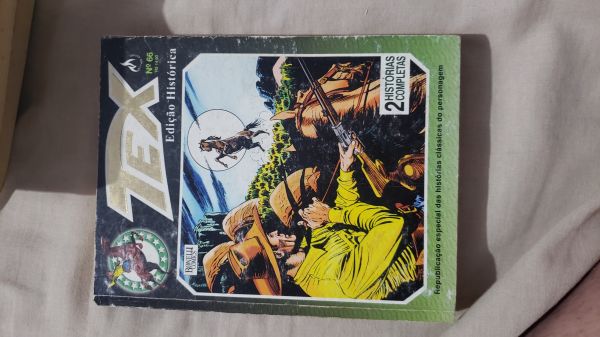 TEX
Nº 66
Edição Histórica
2 HISTÓRIAS
COMPLETAS
Republicação especial das histórias clássicas do personagem